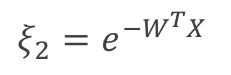 ξ₂ = e^{-W^T X}